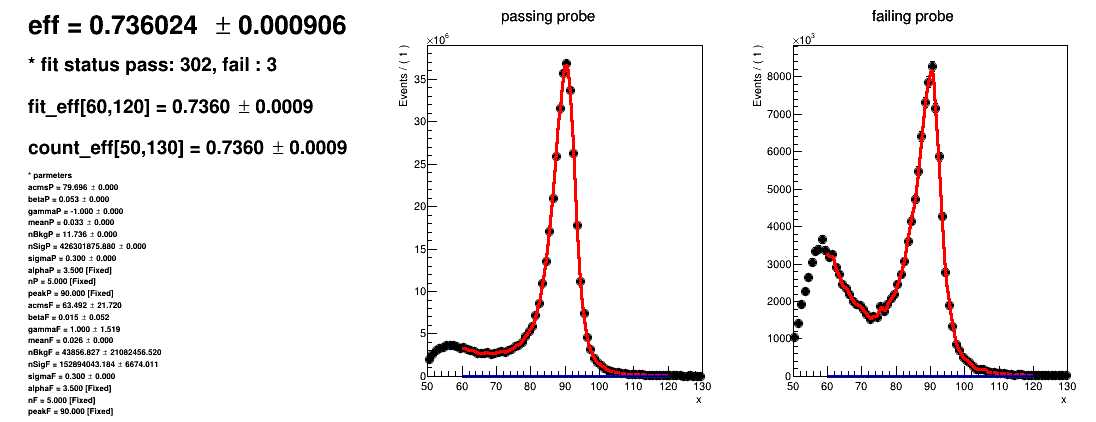 eff = 0.736024 ± 0.000906
* fit status pass: 302, fail : 3
fit_eff[60,120] = 0.7360 ± 0.0009
count_eff[50,130] = 0.7360 ± 0.0009
* parmeters
acmsP = 79.696 ± 0.000
betaP = 0.053 ± 0.000
gammaP = -1.000 ± 0.000
meanP = 0.033 ± 0.000
nBkgP = 11.736 ± 0.000
nSigP = 426301875.880 ± 0.000
sigmaP = 0.300 ± 0.000
alphaP = 3.500 [Fixed]
nP = 5.000 [Fixed]
peakP = 90.000 [Fixed]
acmsF = 63.492 ± 21.720
betaF = 0.015 ± 0.052
gammaF = 1.000 ± 1.519
meanF = 0.026 ± 0.000
nBkgF = 43856.827 ± 21082456.520
nSigF = 152894043.184 ± 6674.011
sigmaF = 0.300 ± 0.000
alphaF = 3.500 [Fixed]
nF = 5.000 [Fixed]
peakF = 90.000 [Fixed]
passing probe
×10⁶
Events / ( 1 )
35
30
25
20
15
10
5
0
50 60 70 80 90 100 110 120 130
x
failing probe
×10³
Events / ( 1 )
8000
7000
6000
5000
4000
3000
2000
1000
0
50 60 70 80 90 100 110 120 130
x